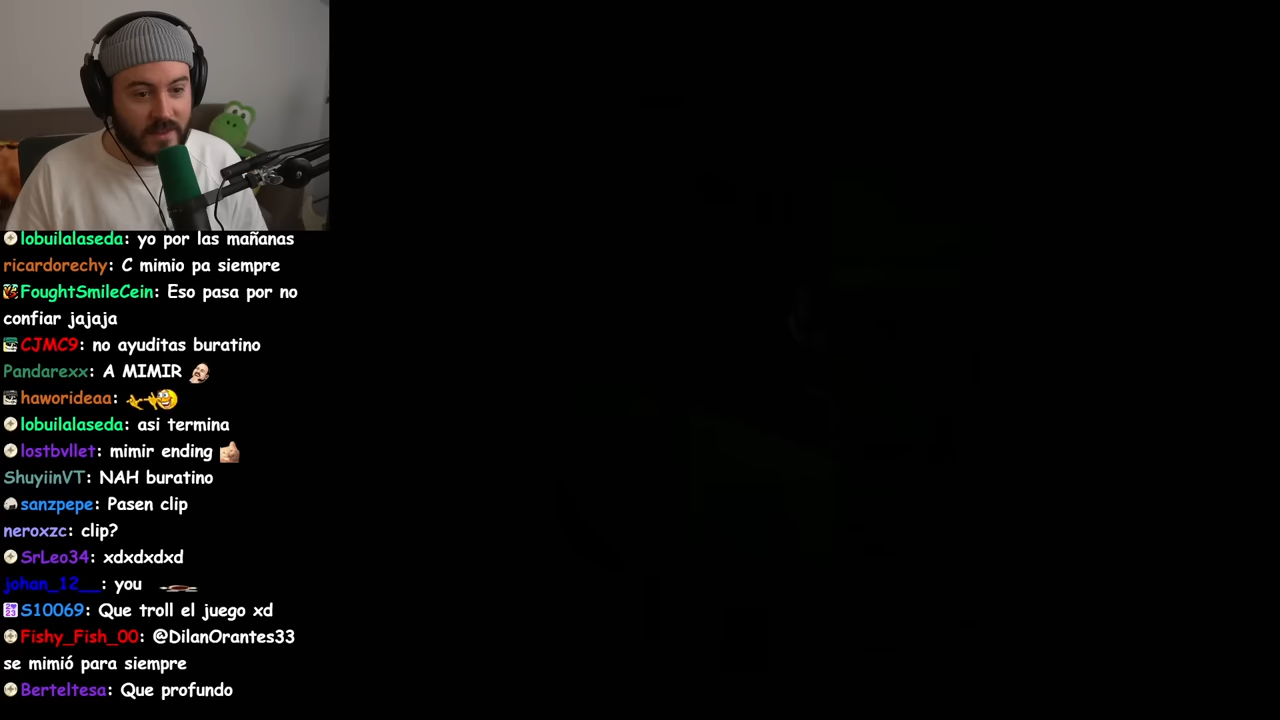 lobuilalaseda: yo por las mañanas
ricardorechy: C mimio pa siempre
FoughtSmileCein: Eso pasa por no
confiar jajaja
CJMC9: no ayuditas buratino
Pandarexx: A MIMIR
haworideaa:
lobuilalaseda: asi termina
lostbvllet: mimir ending
ShuyiinVT: NAH buratino
sanzpepe: Pasen clip
neroxzc: clip?
SrLeo34: xdxdxdxd
johan_12__: you
S10069: Que troll el juego xd
Fishy_Fish_00: @DilanOrantes33
se mimió para siempre
Berteltesa: Que profundo